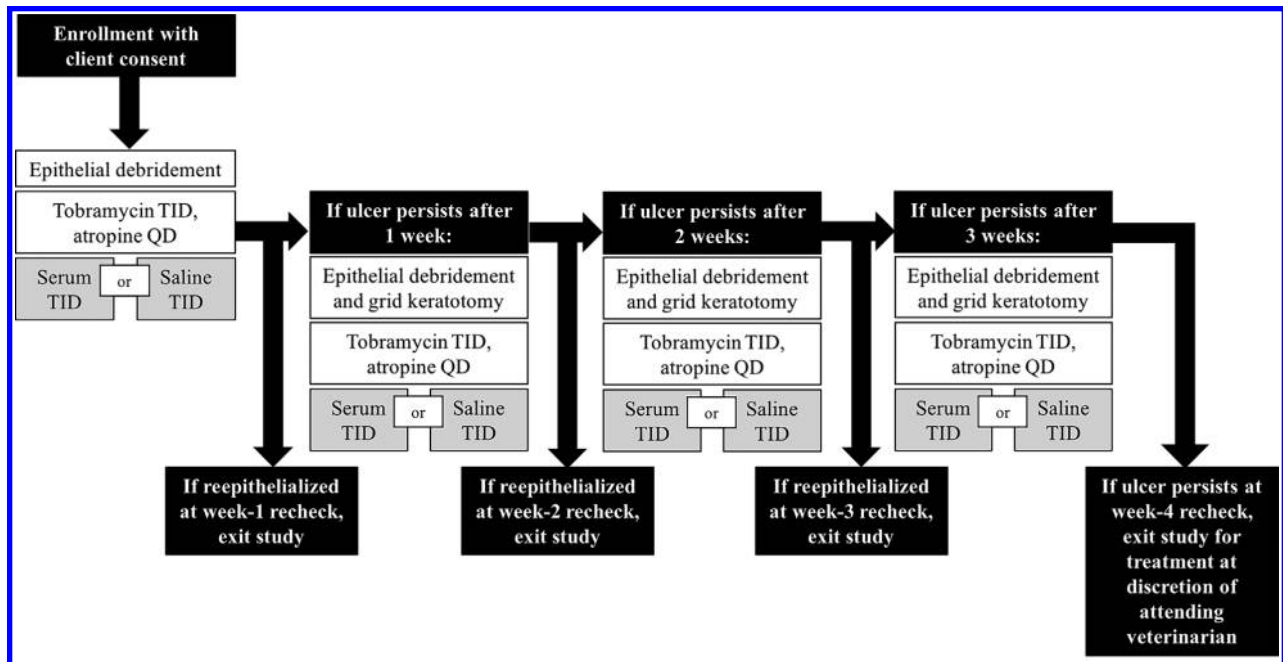 Enrollment with
client consent
Epithelial debridement
Tobramycin TID,
atropine QD
Serum
TID
or
Saline
TID
If ulcer persists after
1 week:
Epithelial debridement
and grid keratotomy
Tobramycin TID,
atropine QD
Serum
TID
or
Saline
TID
If ulcer persists after
2 weeks:
Epithelial debridement
and grid keratotomy
Tobramycin TID,
atropine QD
Serum
TID
or
Saline
TID
If ulcer persists after
3 weeks:
Epithelial debridement
and grid keratotomy
Tobramycin TID,
atropine QD
Serum
TID
or
Saline
TID
If reepithelialized
at week-1 recheck,
exit study
If reepithelialized
at week-2 recheck,
exit study
If reepithelialized
at week-3 recheck,
exit study
If ulcer persists at
week-4 recheck,
exit study for
treatment at
discretion of
attending
veterinarian